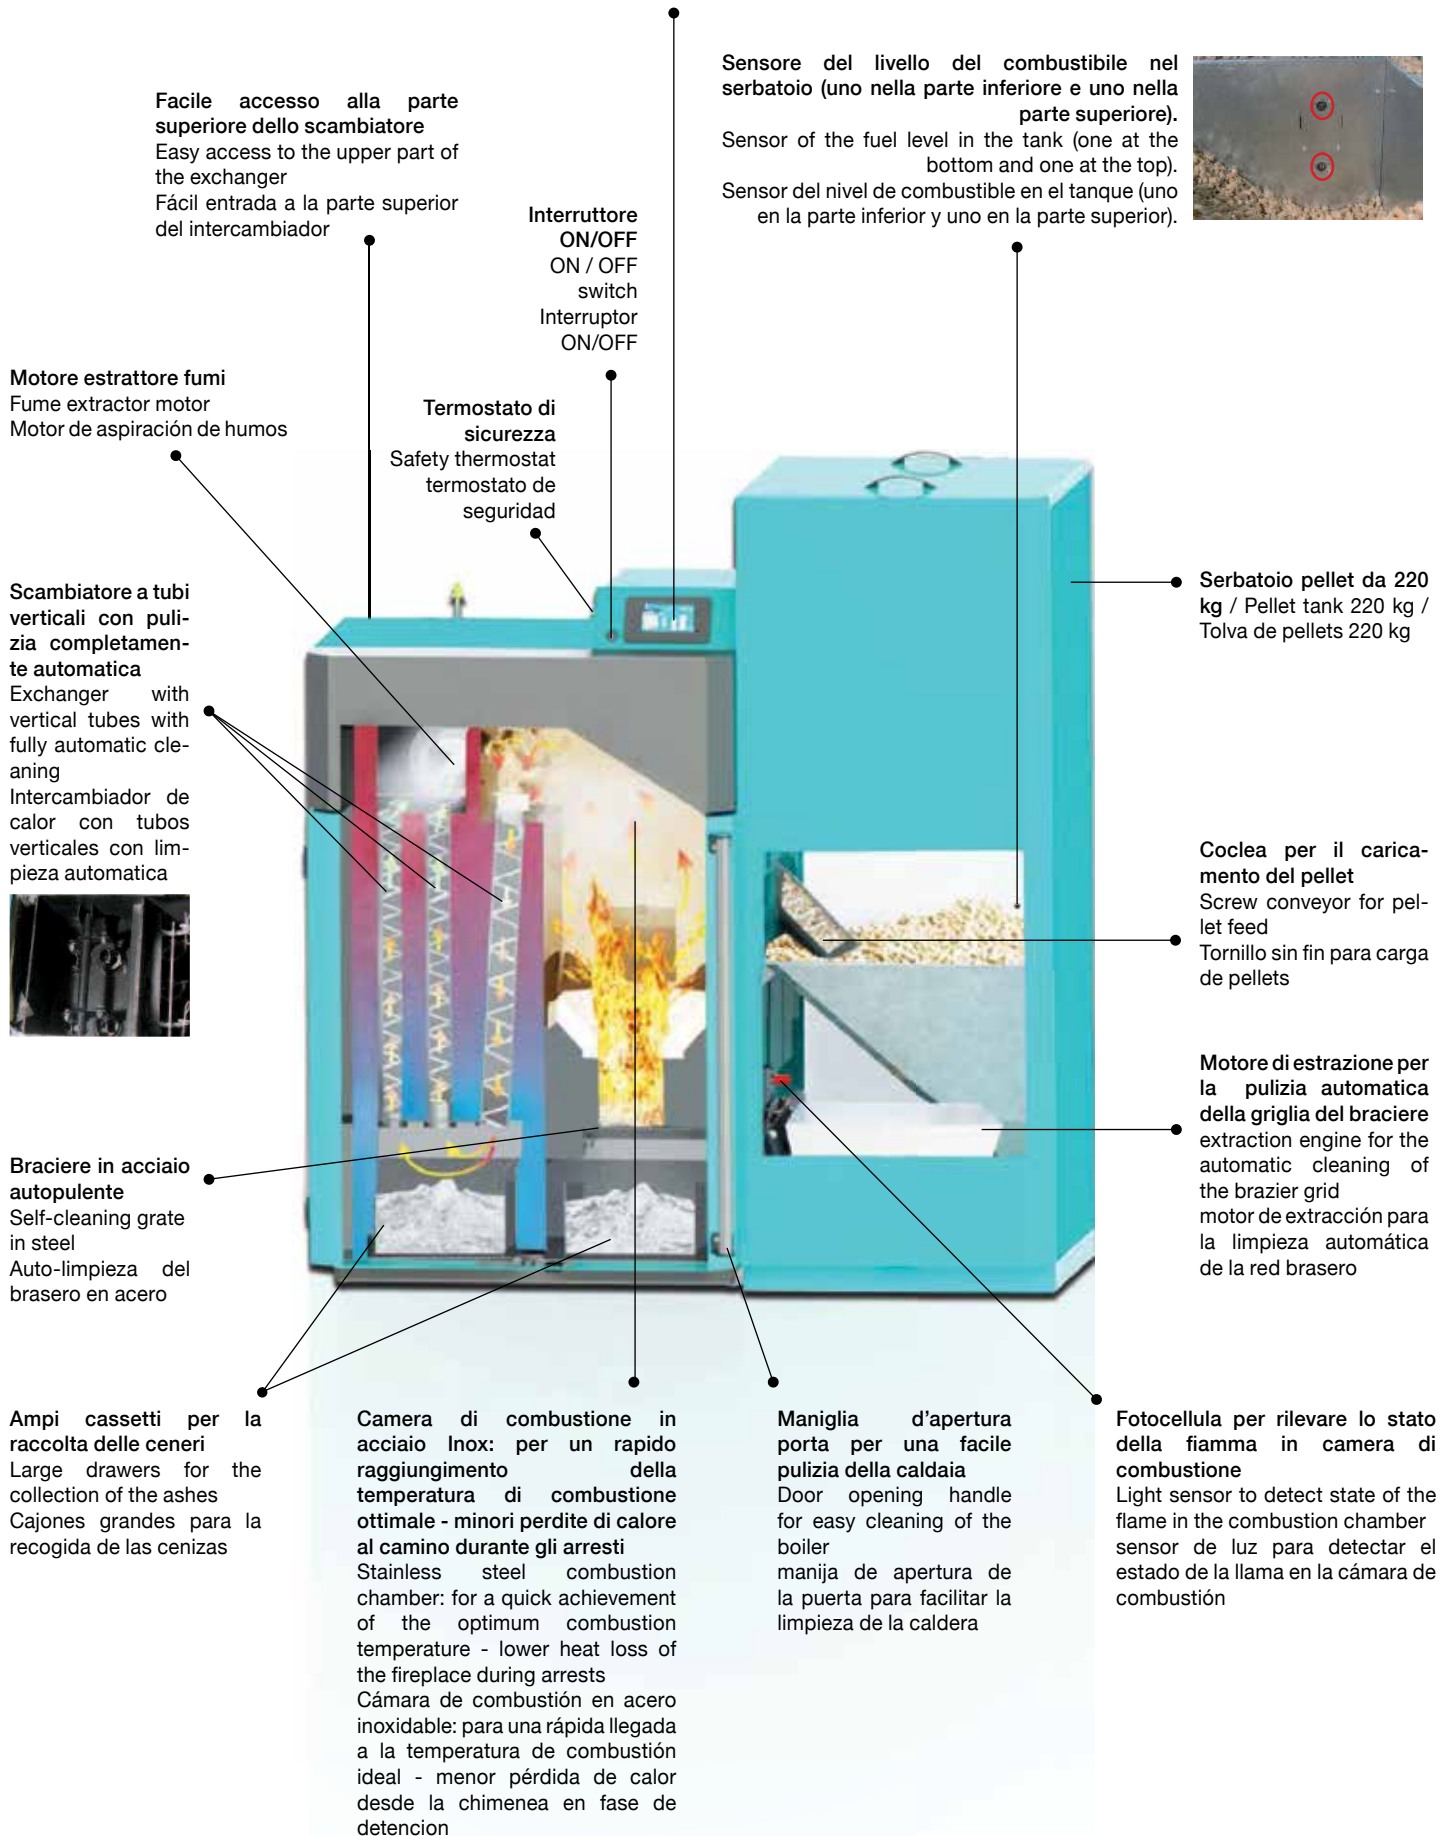 Sensore del livello del combustibile nel
serbatoio (uno nella parte inferiore e uno nella
parte superiore).
Sensor of the fuel level in the tank (one at the
bottom and one at the top).
Sensor del nivel de combustible en el tanque (uno
en la parte inferior y uno en la parte superior).
Facile accesso alla parte
superiore dello scambiatore
Easy access to the upper part of
the exchanger
Fácil entrada a la parte superior
del intercambiador
Interruttore
ON/OFF
ON / OFF
switch
Interruptor
ON/OFF
Motore estrattore fumi
Fume extractor motor
Motor de aspiración de humos
Termostato di
sicurezza
Safety thermostat
termostato de
seguridad
Scambiatore a tubi
verticali con puli-
zia completamen-
te automatica
Exchanger with
vertical tubes with
fully automatic cle-
aning
Intercambiador de
calor con tubos
verticales con lim-
pieza automatica
Serbatoio pellet da 220
kg / Pellet tank 220 kg /
Tolva de pellets 220 kg
Coclea per il carica-
mento del pellet
Screw conveyor for pel-
let feed
Tornillo sin fin para carga
de pellets
Motore di estrazione per
la pulizia automatica
della griglia del braciere
extraction engine for the
automatic cleaning of
the brazier grid
motor de extracción para
la limpieza automática
de la red brasero
Braciere in acciaio
autopulente
Self-cleaning grate
in steel
Auto-limpieza del
brasero en acero
Ampi cassetti per la
raccolta delle ceneri
Large drawers for the
collection of the ashes
Cajones grandes para la
recogida de las cenizas
Camera di combustione in
acciaio Inox: per un rapido
raggiungimento della
temperatura di combustione
ottimale - minori perdite di calore
al camino durante gli arresti
Stainless steel combustion
chamber: for a quick achievement
of the optimum combustion
temperature - lower heat loss of
the fireplace during arrests
Cámara de combustión en acero
inoxidable: para una rápida llegada
a la temperatura de combustión
ideal - menor pérdida de calor
desde la chimenea en fase de
detencion
Maniglia d'apertura
porta per una facile
pulizia della caldaia
Door opening handle
for easy cleaning of the
boiler
manija de apertura de
la puerta para facilitar la
limpieza de la caldera
Fotocellula per rilevare lo stato
della fiamma in camera di
combustione
Light sensor to detect state of the
flame in the combustion chamber
sensor de luz para detectar el
estado de la llama en la cámara de
combustión